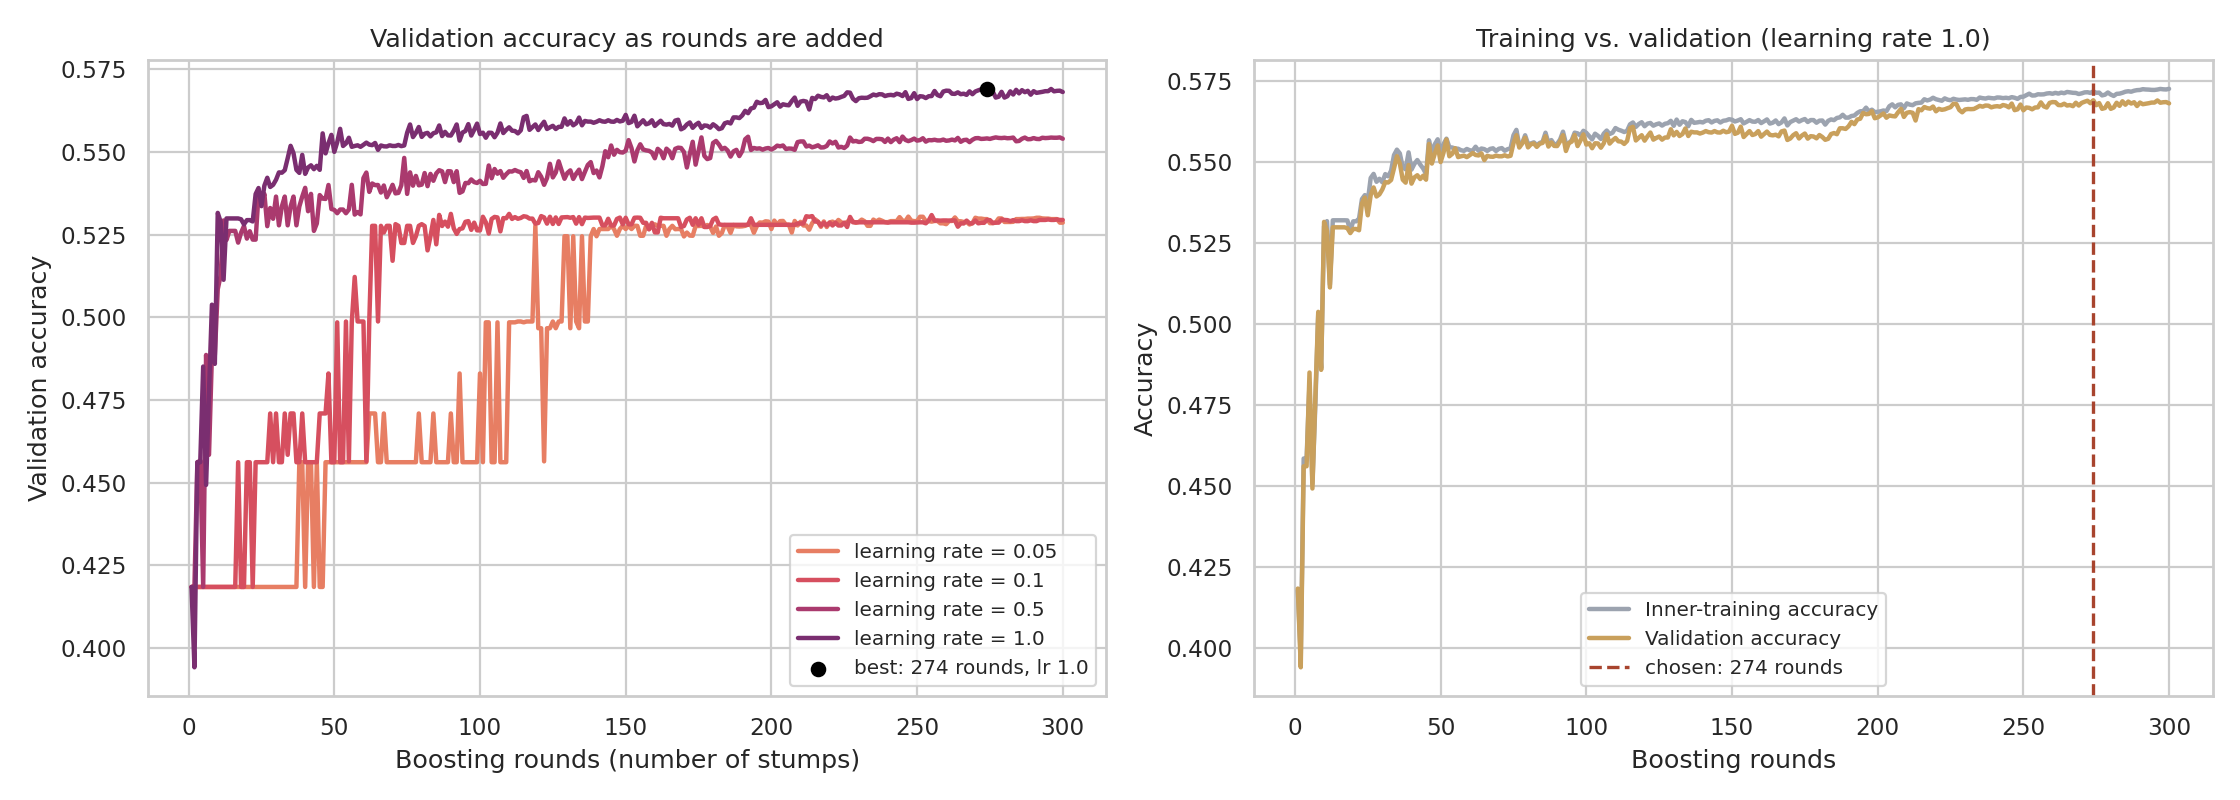 Validation accuracy as rounds are added
0.575
0.550
0.525
0.500
0.475
0.450
0.425
0.400
Validation accuracy
0 50 100 150 200 250 300
Boosting rounds (number of stumps)
learning rate = 0.05
learning rate = 0.1
learning rate = 0.5
learning rate = 1.0
best: 274 rounds, lr 1.0
Training vs. validation (learning rate 1.0)
0.575
0.550
0.525
0.500
0.475
0.450
0.425
0.400
Accuracy
0 50 100 150 200 250 300
Boosting rounds
Inner-training accuracy
Validation accuracy
chosen: 274 rounds